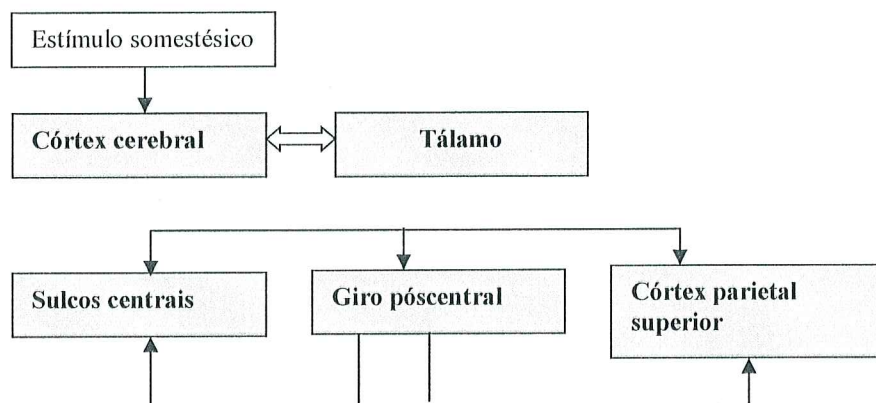 Estímulo somestésico
Córtex cerebral
Tálamo
Sulcos centrais
Giro póscentral
Córtex parietal
superior